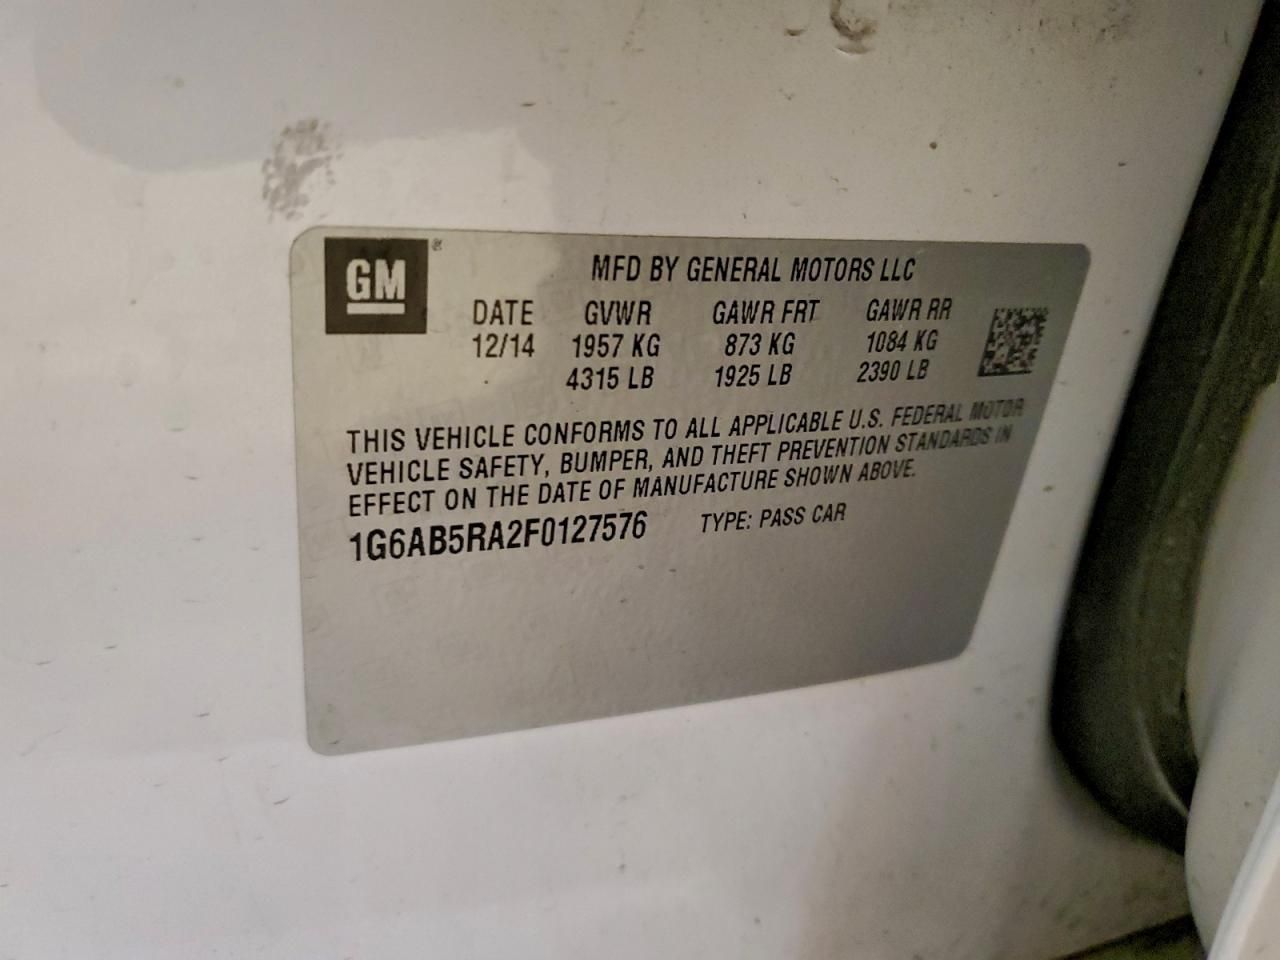 GM ®
MFD BY GENERAL MOTORS LLC
DATE GVWR GAWR FRT GAWR RR
12/14 1957 KG 873 KG 1084 KG
4315 LB 1925 LB 2390 LB
THIS VEHICLE CONFORMS TO ALL APPLICABLE U.S. FEDERAL MOTOR
VEHICLE SAFETY, BUMPER, AND THEFT PREVENTION STANDARDS IN
EFFECT ON THE DATE OF MANUFACTURE SHOWN ABOVE.
1G6AB5RA2F0127576 TYPE: PASS CAR